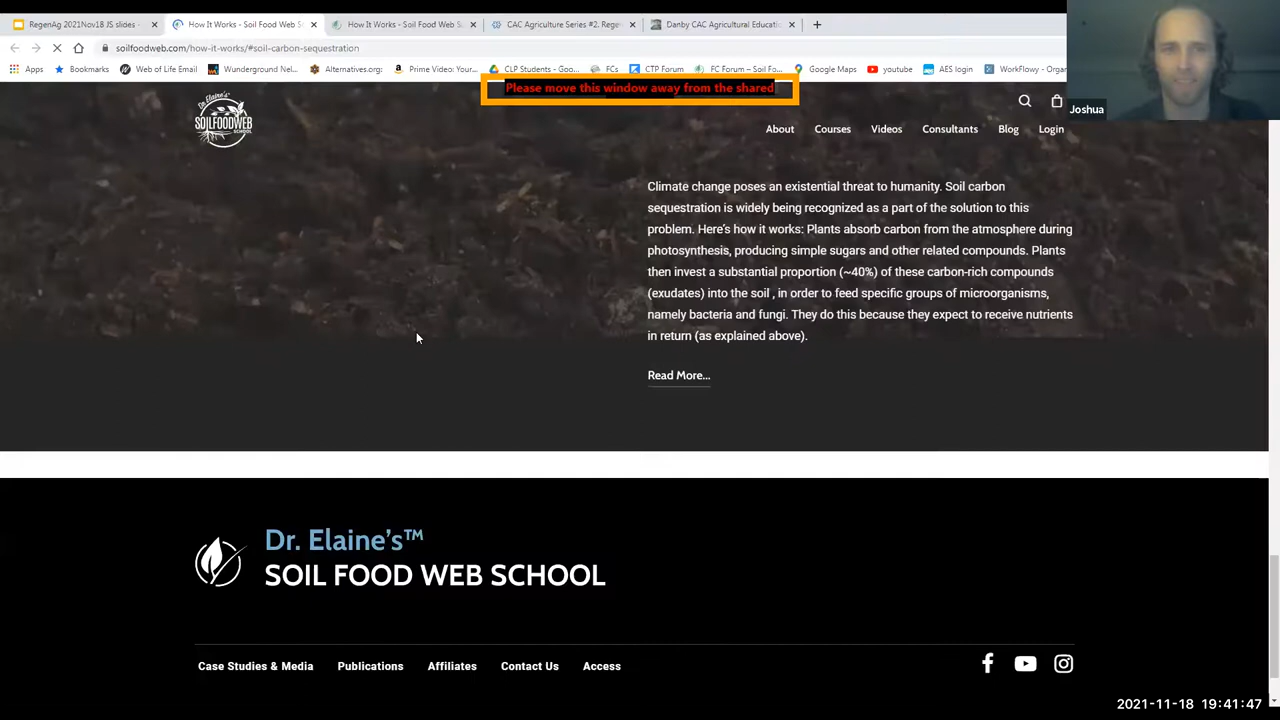 RegenAg 2021Nov18 JS slides -
How It Works - Soil Food Web S
How It Works - Soil Food Web Sc
CAC Agriculture Series #2. Rege
Danby CAC Agricultural Educatio
soilfoodweb.com/how-it-works/#soil-carbon-sequestration
Apps
Bookmarks
Web of Life Email
Wunderground Nel...
Alternatives.org:
Prime Video: Your...
CLP Students - Goo...
FCs
CTP Forum
FC Forum – Soil Fo...
Google Maps
youtube
AES login
WorkFlowy - Organ
Please move this window away from the shared
Joshua
Dr. Elaine's
SOILFOODWEB
SCHOOL
About
Courses
Videos
Consultants
Blog
Login
Climate change poses an existential threat to humanity. Soil carbon
sequestration is widely being recognized as a part of the solution to this
problem. Here's how it works: Plants absorb carbon from the atmosphere during
photosynthesis, producing simple sugars and other related compounds. Plants
then invest a substantial proportion (~40%) of these carbon-rich compounds
(exudates) into the soil , in order to feed specific groups of microorganisms,
namely bacteria and fungi. They do this because they expect to receive nutrients
in return (as explained above).
Read More...
Dr. Elaine's™
SOIL FOOD WEB SCHOOL
Case Studies & Media
Publications
Affiliates
Contact Us
Access
2021-11-18 19:41:47